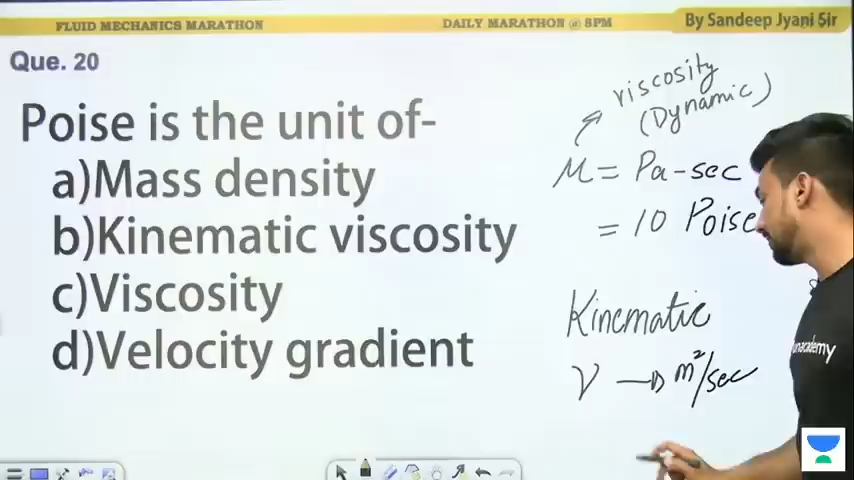 FLUID MECHANICS MARATHON
DAILY MARATHON @ 8PM
By Sandeep Jyani Sir
Que. 20
Poise is the unit of-
a)Mass density
b)Kinematic viscosity
c)Viscosity
d)Velocity gradient
viscosity
(Dynamic)
μ = Pa-sec
= 10 Poise
Kinematic
ν → m²/sec
unacademy